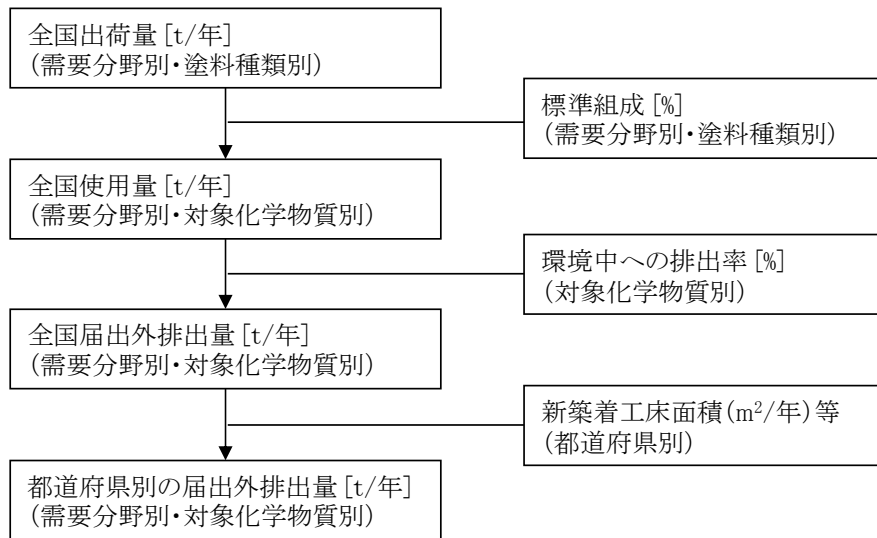 全国出荷量[t/年]
(需要分野別・塗料種類別)
標準組成[%]
(需要分野別・塗料種類別)
全国使用量[t/年]
(需要分野別・対象化学物質別)
環境中への排出率[%]
(対象化学物質別)
全国届出外排出量[t/年]
(需要分野別・対象化学物質別)
新築着工床面積(m²/年)等
(都道府県別)
都道府県別の届出外排出量[t/年]
(需要分野別・対象化学物質別)